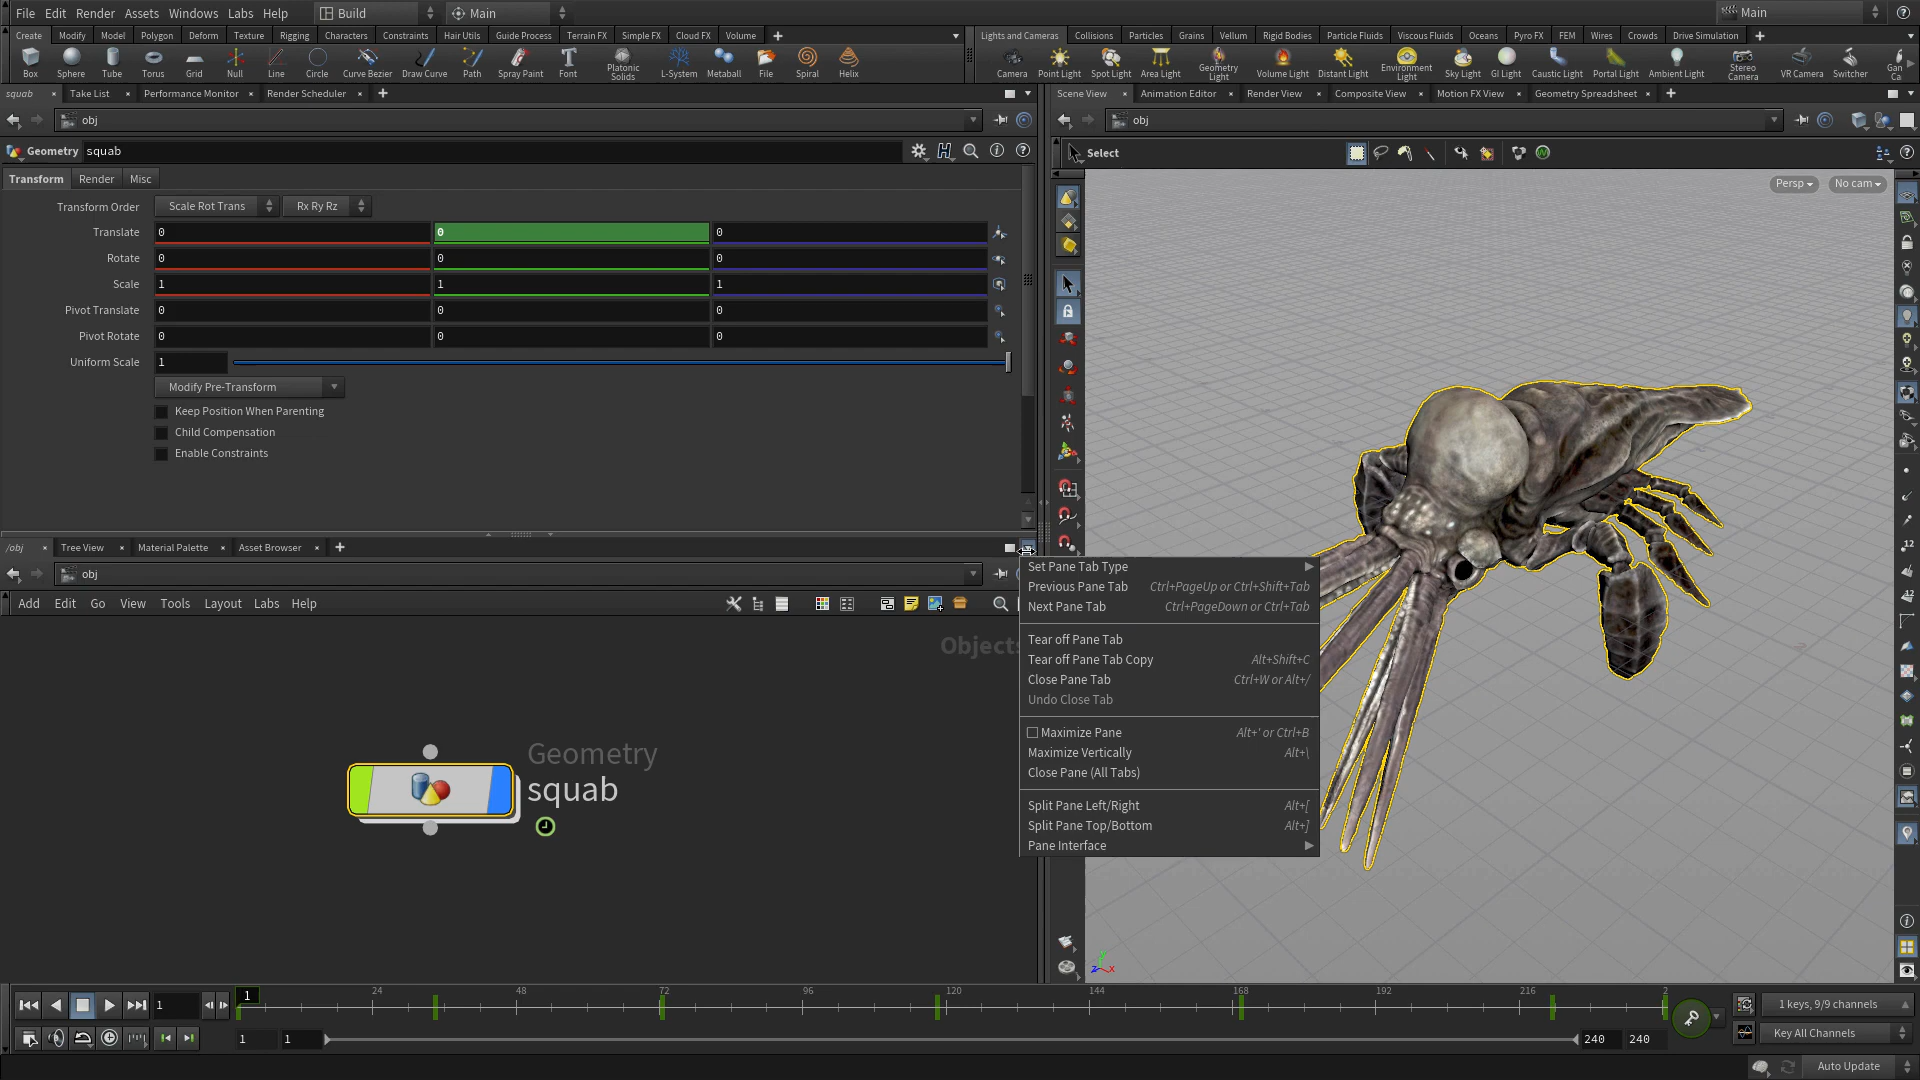 File Edit Render Assets Windows Labs Help Build Main Main
Create Modify Model Polygon Deform Texture Rigging Characters Constraints Hair Utils Guide Process Terrain FX Simple FX Cloud FX Volume
Box Sphere Tube Torus Grid Null Line Circle Curve Bezier Draw Curve Path Spray Paint Font Platonic Solids L-System Metaball File Spiral Helix
Lights and Cameras Collisions Particles Grains Vellum Rigid Bodies Particle Fluids Viscous Fluids Oceans Pyro FX FEM Wires Crowds Drive Simulation
Camera Point Light Spot Light Area Light Geometry Light Volume Light Distant Light Environment Light Sky Light GI Light Caustic Light Portal Light Ambient Light Stereo Camera VR Camera Switcher Gan Ca
squab Take List Performance Monitor Render Scheduler
obj
Geometry squab
Transform Render Misc
Transform Order Scale Rot Trans Rx Ry Rz
Translate 0 0 0
Rotate 0 0 0
Scale 1 1 1
Pivot Translate 0 0 0
Pivot Rotate 0 0 0
Uniform Scale 1
Modify Pre-Transform
Keep Position When Parenting
Child Compensation
Enable Constraints
Scene View Animation Editor Render View Composite View Motion FX View Geometry Spreadsheet
obj
Select
Persp No cam
/obj Tree View Material Palette Asset Browser
obj
Add Edit Go View Tools Layout Labs Help
Objects
Geometry
squab
Set Pane Tab Type
Previous Pane Tab Ctrl+PageUp or Ctrl+Shift+Tab
Next Pane Tab Ctrl+PageDown or Ctrl+Tab
Tear off Pane Tab
Tear off Pane Tab Copy Alt+Shift+C
Close Pane Tab Ctrl+W or Alt+/
Undo Close Tab
Maximize Pane Alt+' or Ctrl+B
Maximize Vertically Alt+\
Close Pane (All Tabs)
Split Pane Left/Right Alt+[
Split Pane Top/Bottom Alt+]
Pane Interface
12
12
z y x
1 1 24 48 72 96 120 144 168 192 216 2
1 keys, 9/9 channels
1 1 240 240
Key All Channels
Auto Update